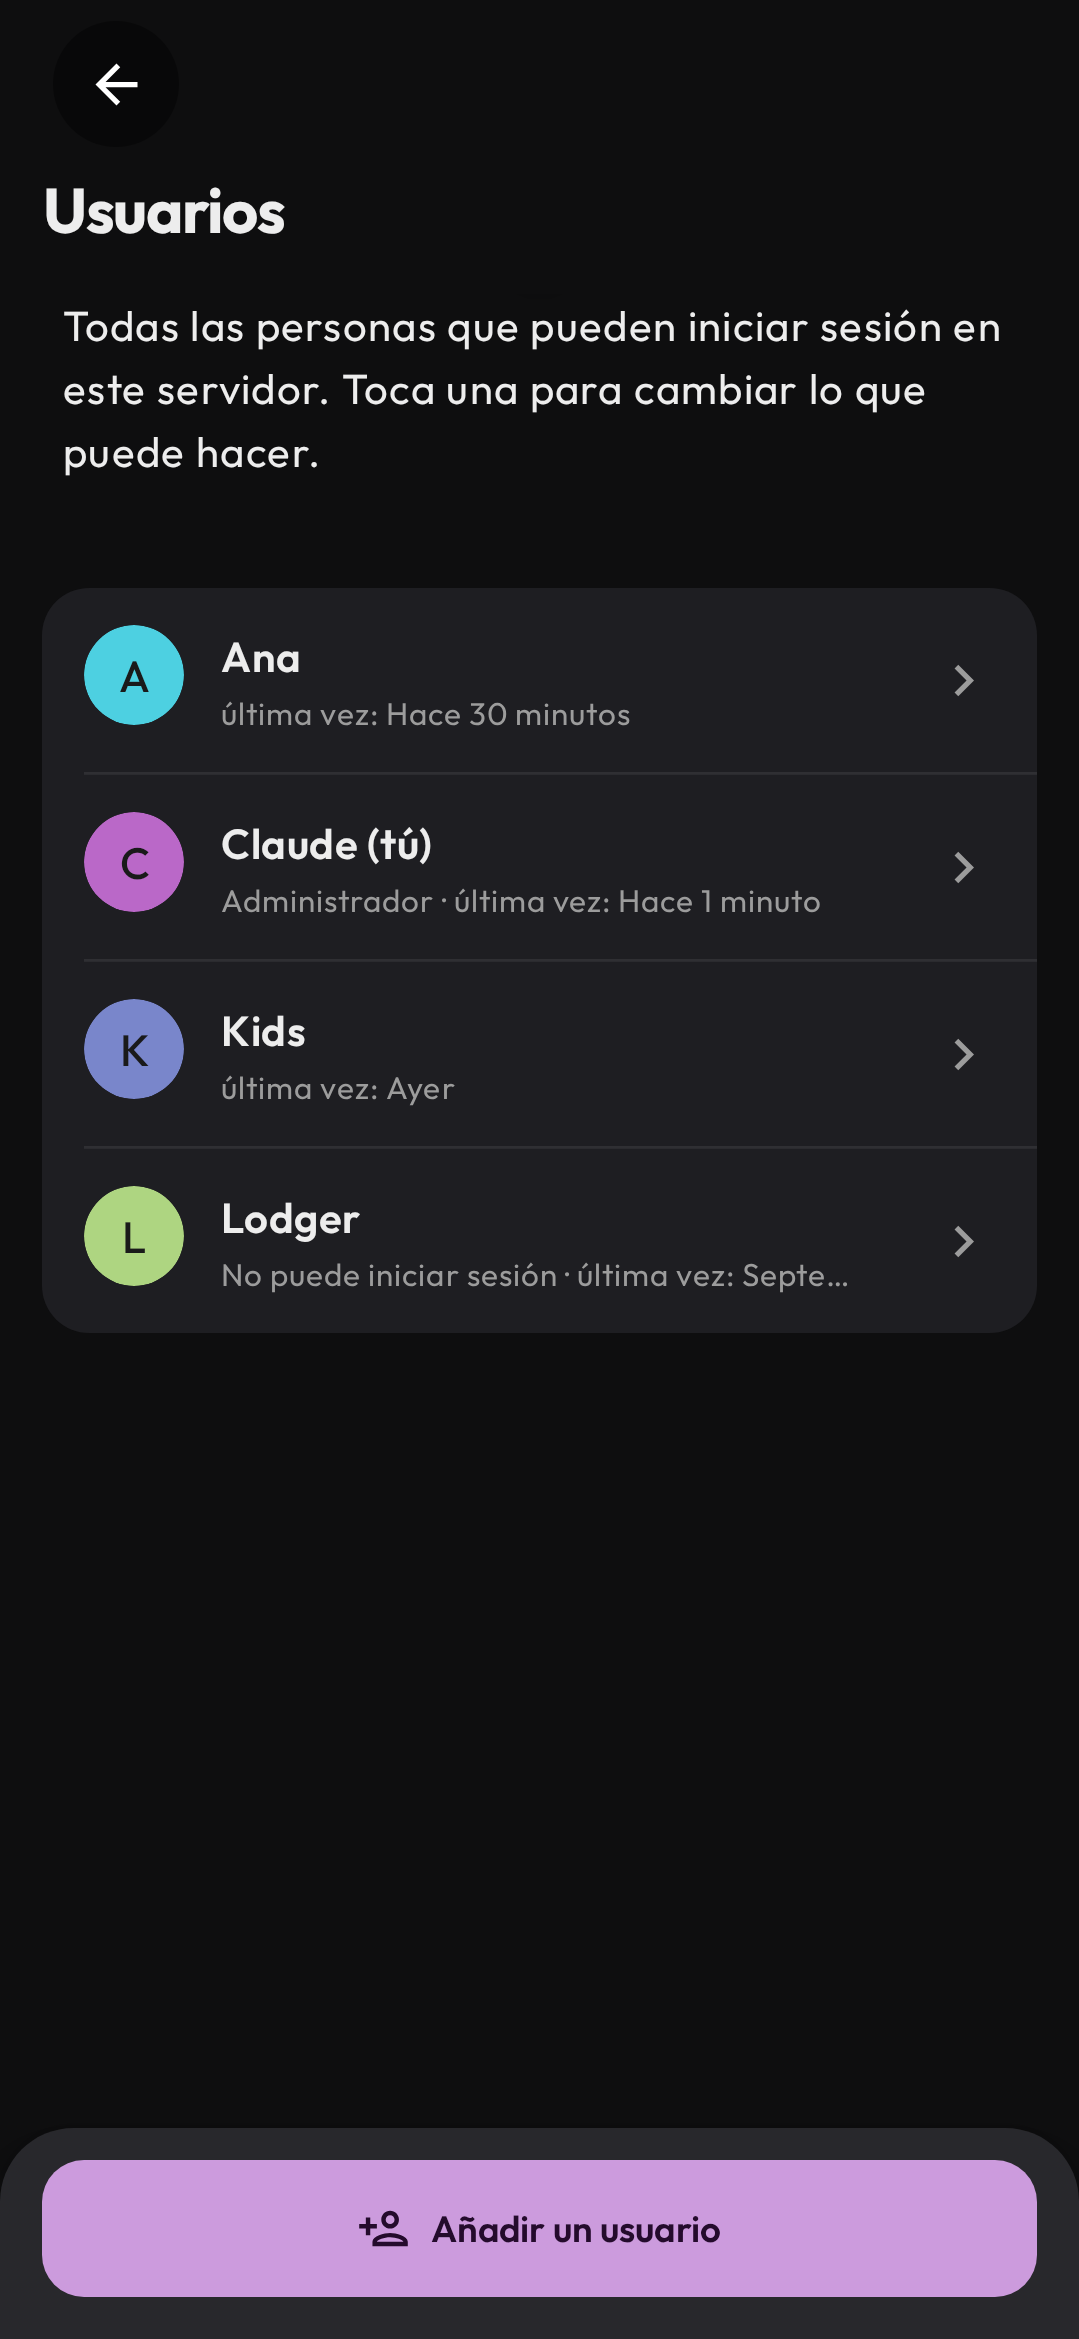 Usuarios
Todas las personas que pueden iniciar sesión en
este servidor. Toca una para cambiar lo que
puede hacer.
A
Ana
última vez: Hace 30 minutos
C
Claude (tú)
Administrador · última vez: Hace 1 minuto
K
Kids
última vez: Ayer
L
Lodger
No puede iniciar sesión · última vez: Septe…
Añadir un usuario